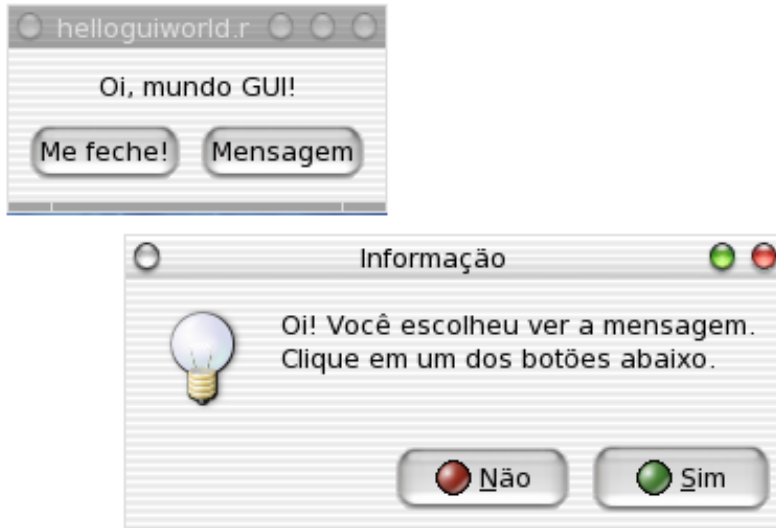 helloguiworld.r
Oi, mundo GUI!
Me feche! Mensagem
Informação
Oi! Você escolheu ver a mensagem.
Clique em um dos botões abaixo.
Não Sim